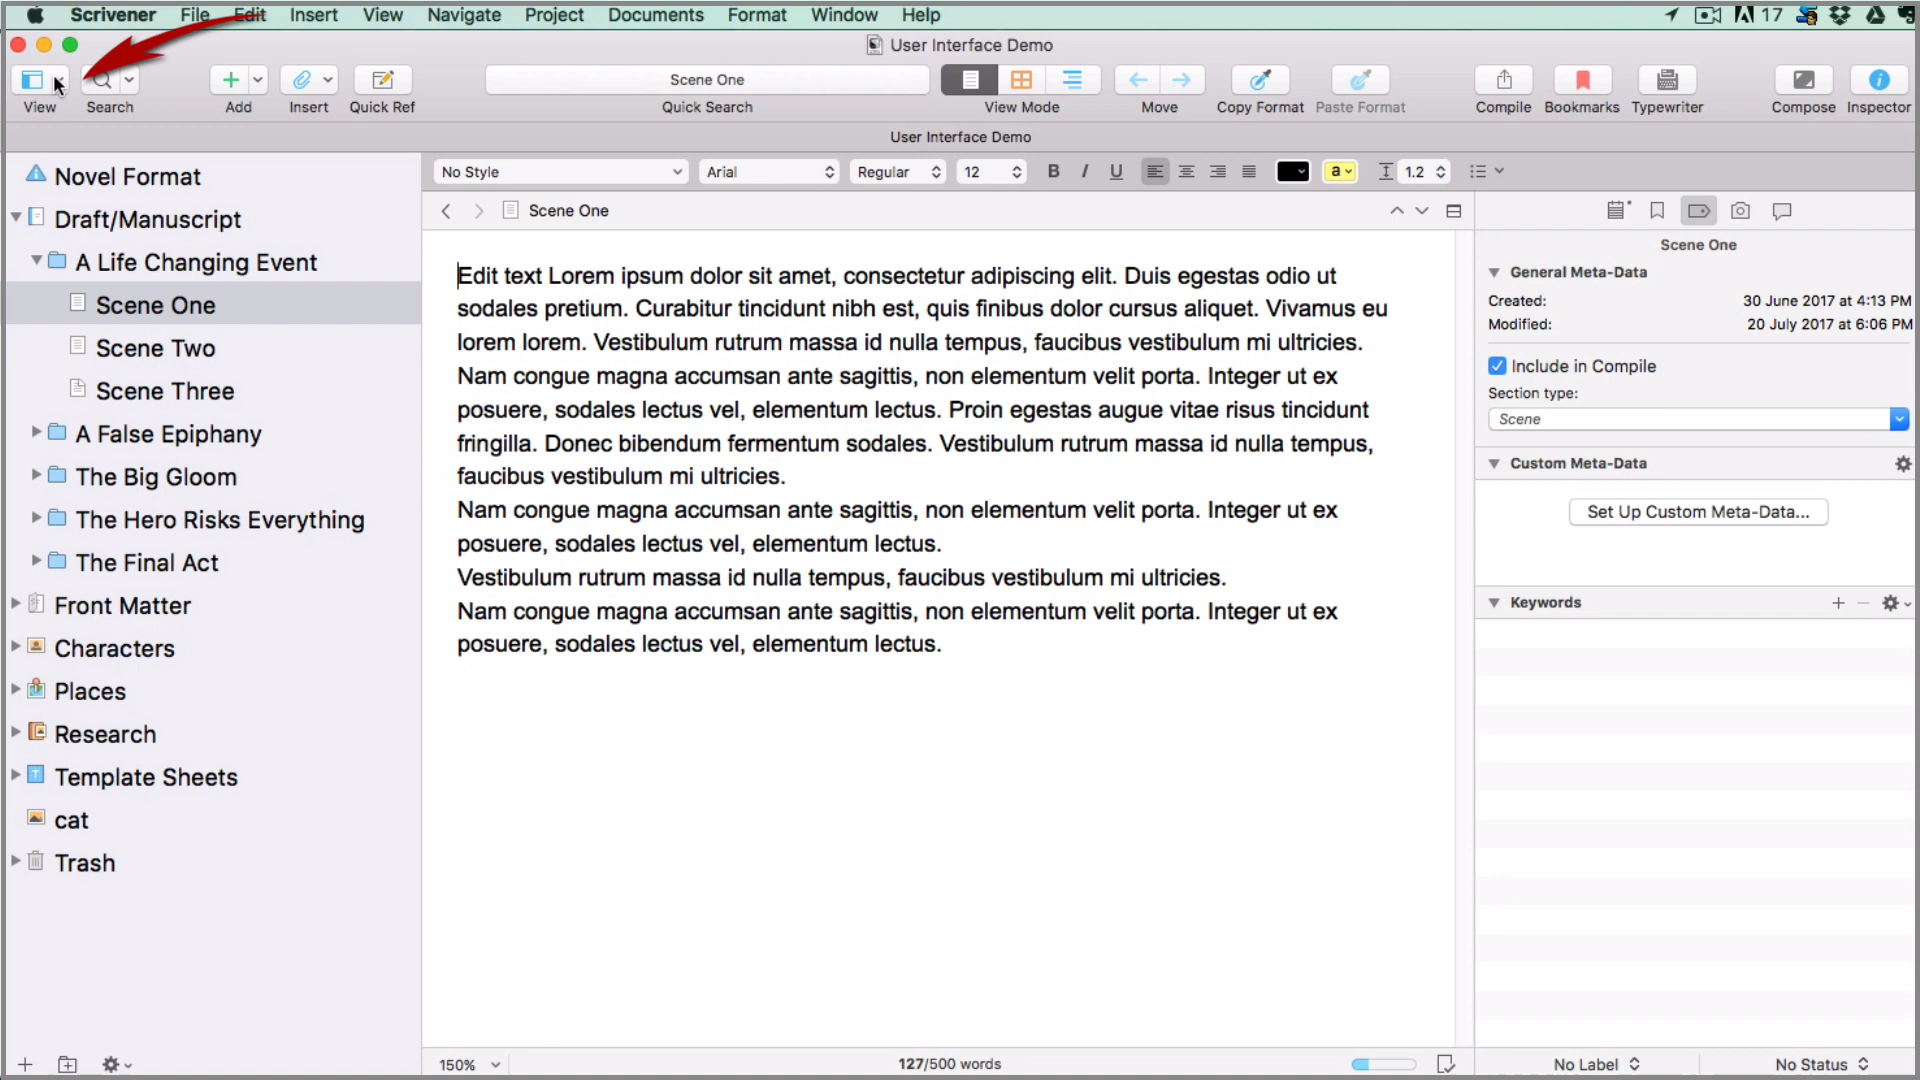 Scrivener File Edit Insert View Navigate Project Documents Format Window Help 17
User Interface Demo
Scene One
View Search Add Insert Quick Ref Quick Search View Mode Move Copy Format Paste Format Compile Bookmarks Typewriter Compose Inspector
User Interface Demo
No Style Arial Regular 12 B I U a 1.2
Novel Format
Draft/Manuscript
A Life Changing Event
Scene One
Scene Two
Scene Three
A False Epiphany
The Big Gloom
The Hero Risks Everything
The Final Act
Front Matter
Characters
Places
Research
Template Sheets
cat
Trash
Scene One
Edit text Lorem ipsum dolor sit amet, consectetur adipiscing elit. Duis egestas odio ut
sodales pretium. Curabitur tincidunt nibh est, quis finibus dolor cursus aliquet. Vivamus eu
lorem lorem. Vestibulum rutrum massa id nulla tempus, faucibus vestibulum mi ultricies.
Nam congue magna accumsan ante sagittis, non elementum velit porta. Integer ut ex
posuere, sodales lectus vel, elementum lectus. Proin egestas augue vitae risus tincidunt
fringilla. Donec bibendum fermentum sodales. Vestibulum rutrum massa id nulla tempus,
faucibus vestibulum mi ultricies.
Nam congue magna accumsan ante sagittis, non elementum velit porta. Integer ut ex
posuere, sodales lectus vel, elementum lectus.
Vestibulum rutrum massa id nulla tempus, faucibus vestibulum mi ultricies.
Nam congue magna accumsan ante sagittis, non elementum velit porta. Integer ut ex
posuere, sodales lectus vel, elementum lectus.
Scene One
General Meta-Data
Created: 30 June 2017 at 4:13 PM
Modified: 20 July 2017 at 6:06 PM
Include in Compile
Section type:
Scene
Custom Meta-Data
Set Up Custom Meta-Data...
Keywords
150% 127/500 words No Label No Status